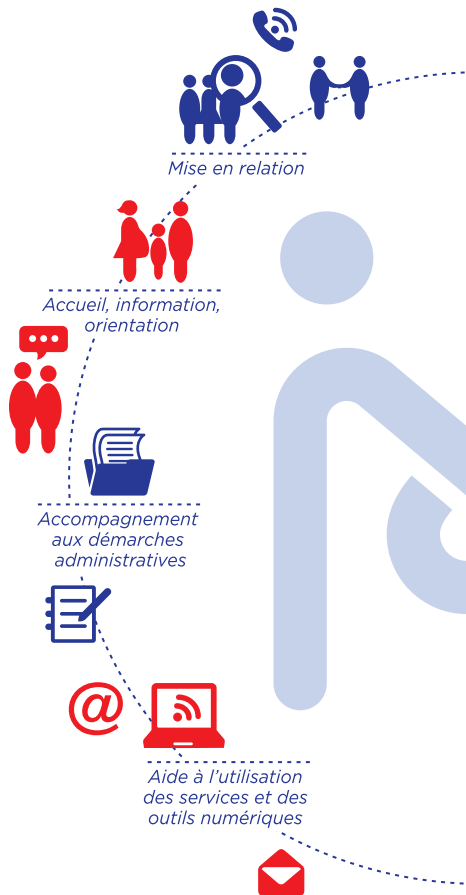 Mise en relation
Accueil, information,
orientation
Accompagnement
aux démarches
administratives
@
Aide à l'utilisation
des services et des
outils numériques